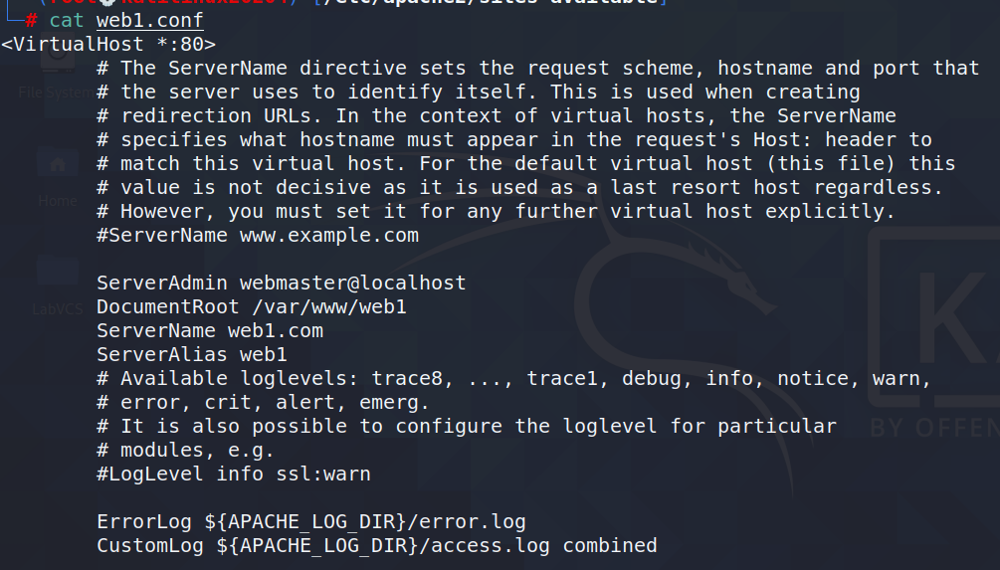 # cat web1.conf
<VirtualHost *:80>
# The ServerName directive sets the request scheme, hostname and port that
# the server uses to identify itself. This is used when creating
# redirection URLs. In the context of virtual hosts, the ServerName
# specifies what hostname must appear in the request's Host: header to
# match this virtual host. For the default virtual host (this file) this
# value is not decisive as it is used as a last resort host regardless.
# However, you must set it for any further virtual host explicitly.
#ServerName www.example.com
ServerAdmin webmaster@localhost
DocumentRoot /var/www/web1
ServerName web1.com
ServerAlias web1
# Available loglevels: trace8, ..., trace1, debug, info, notice, warn,
# error, crit, alert, emerg.
# It is also possible to configure the loglevel for particular
# modules, e.g.
#LogLevel info ssl:warn
ErrorLog ${APACHE_LOG_DIR}/error.log
CustomLog ${APACHE_LOG_DIR}/access.log combined
File System
Home
LabVCS
K
BY OFFEN